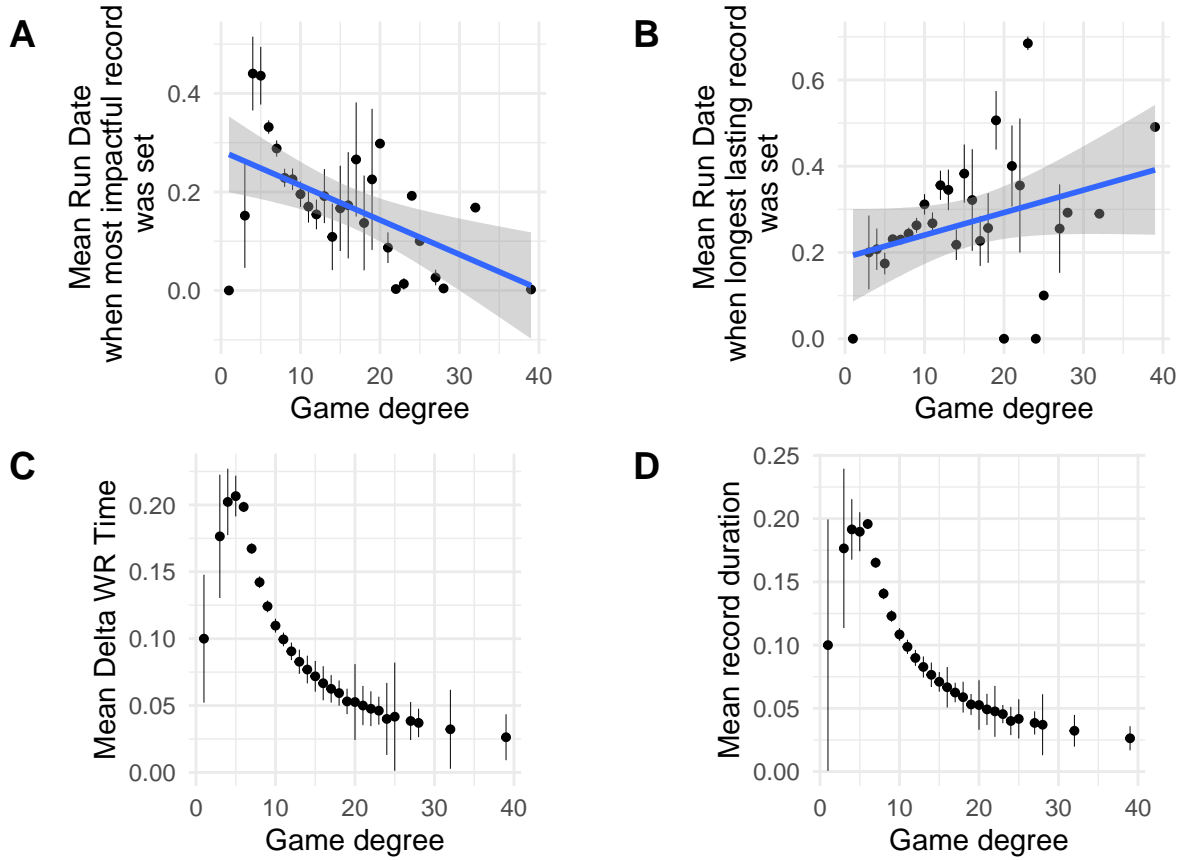 A
Mean Run Date
when most impactful record
was set
0.4
0.2
0.0
0
10
20
30
40
Game degree
B
Mean Run Date
when longest lasting record
was set
0.6
0.4
0.2
0.0
0
10
20
30
40
Game degree
C
Mean Delta WR Time
0.20
0.15
0.10
0.05
0.00
0
10
20
30
40
Game degree
D
Mean record duration
0.25
0.20
0.15
0.10
0.05
0.00
0
10
20
30
40
Game degree